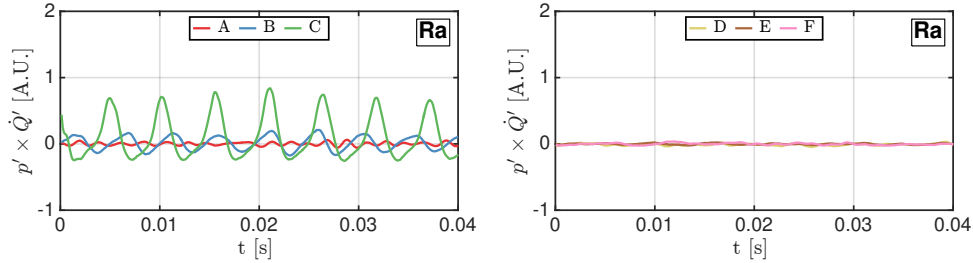 2
1
0
-1
p′ × Q̇′ [A.U.]
A B C
Ra
0 0.01 0.02 0.03 0.04
t [s]
2
1
0
-1
p′ × Q̇′ [A.U.]
D E F
Ra
0 0.01 0.02 0.03 0.04
t [s]